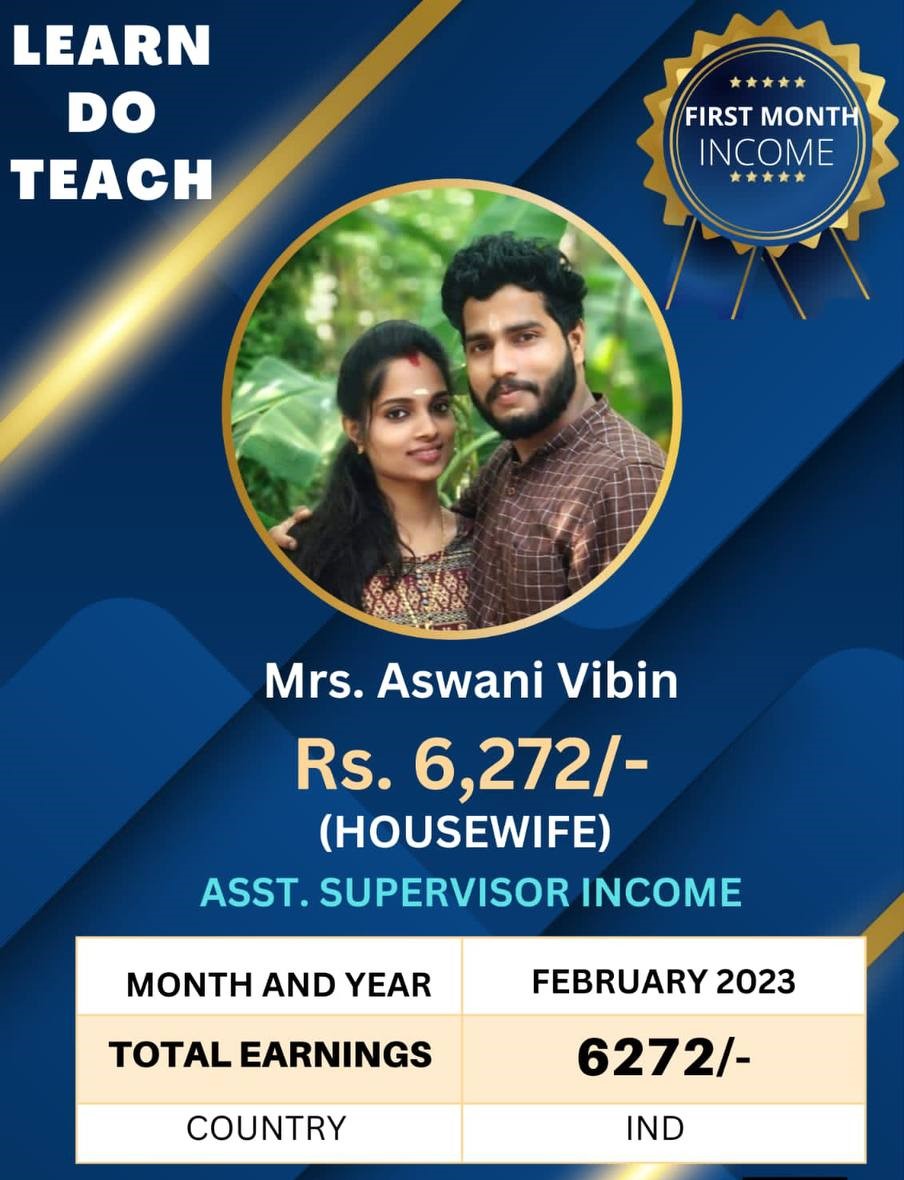 LEARN
DO
TEACH
FIRST MONTH
INCOME
Mrs. Aswani Vibin
Rs. 6,272/-
(HOUSEWIFE)
ASST. SUPERVISOR INCOME
MONTH AND YEAR FEBRUARY 2023
TOTAL EARNINGS 6272/-
COUNTRY IND